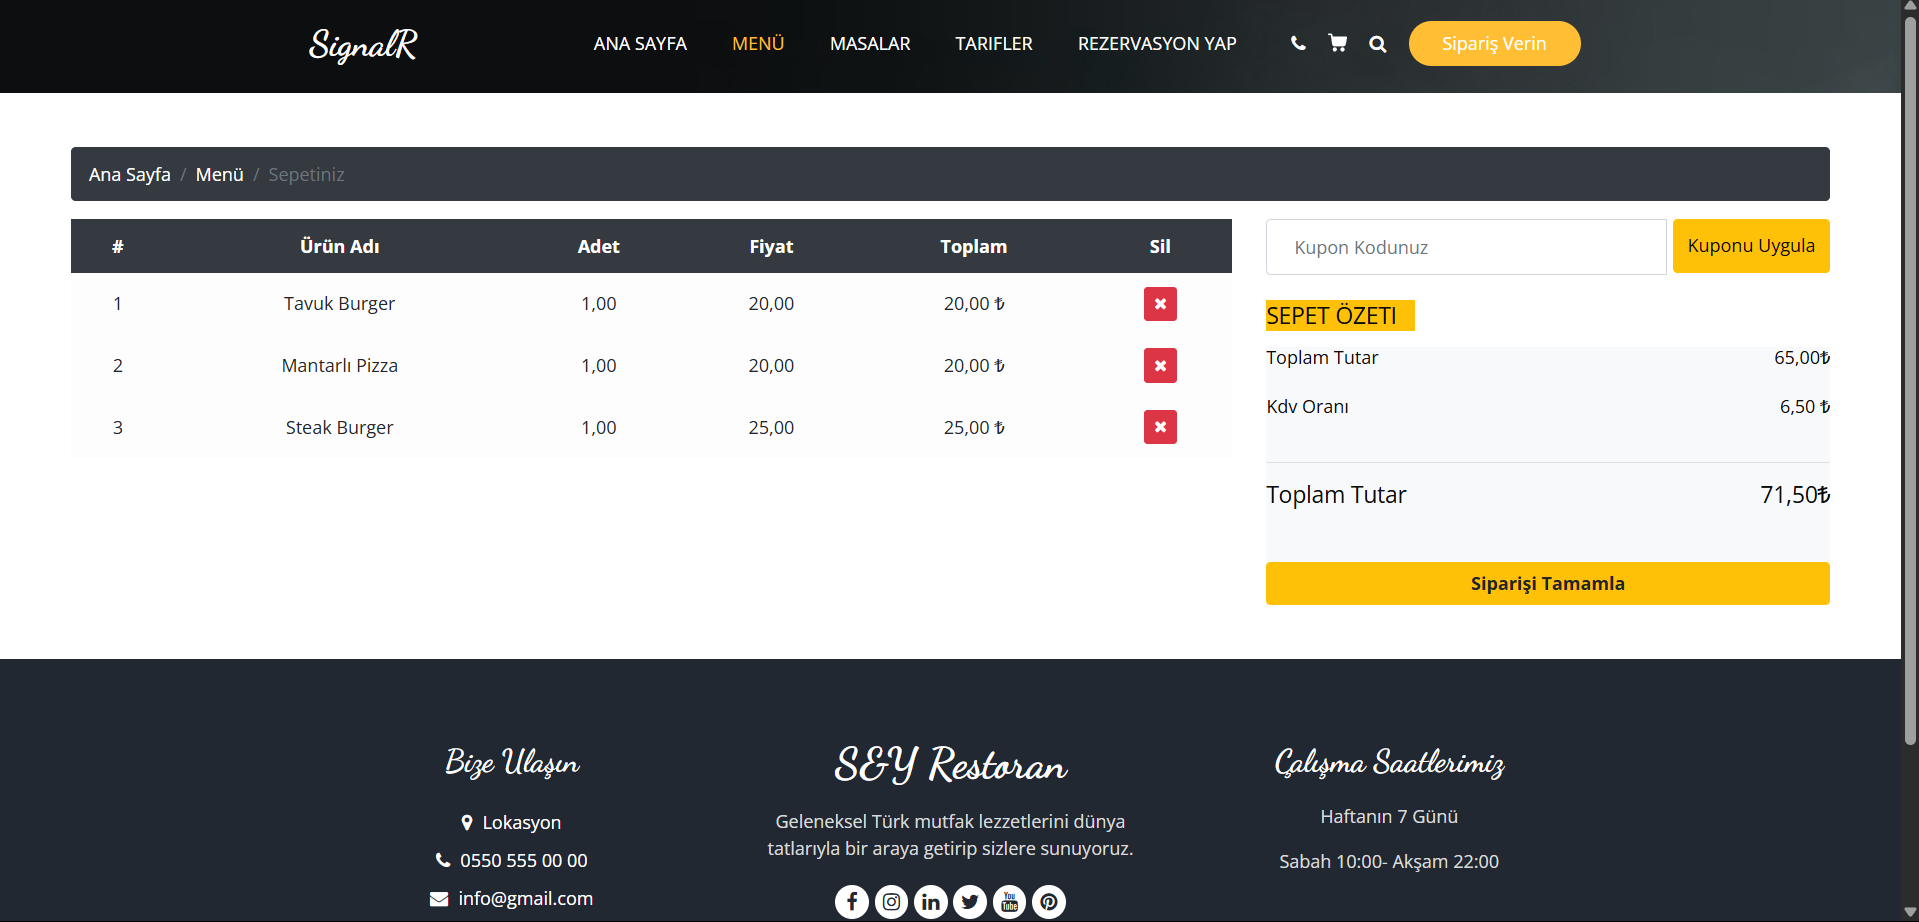 SignalR
ANA SAYFA MENÜ MASALAR TARIFLER REZERVASYON YAP Sipariş Verin
Ana Sayfa / Menü / Sepetiniz
# Ürün Adı Adet Fiyat Toplam Sil
1 Tavuk Burger 1,00 20,00 20,00 ₺
2 Mantarlı Pizza 1,00 20,00 20,00 ₺
3 Steak Burger 1,00 25,00 25,00 ₺
Kupon Kodunuz Kuponu Uygula
SEPET ÖZETI
Toplam Tutar 65,00₺
Kdv Oranı 6,50 ₺
Toplam Tutar 71,50₺
Siparişi Tamamla
Bize Ulaşın
Lokasyon
0550 555 00 00
info@gmail.com
S&Y Restoran
Geleneksel Türk mutfak lezzetlerini dünya
tatlarıyla bir araya getirip sizlere sunuyoruz.
You
Tube
Çalışma Saatlerimiz
Haftanın 7 Günü
Sabah 10:00- Akşam 22:00